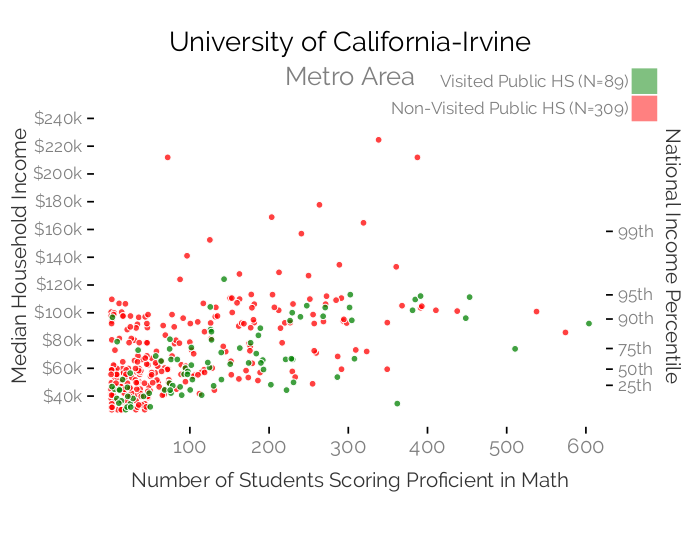 University of California-Irvine
Metro Area
Visited Public HS (N=89)
Non-Visited Public HS (N=309)
$240k
$220k
$200k
$180k
$160k
$140k
$120k
$100k
$80k
$60k
$40k
Median Household Income
99th
95th
90th
75th
50th
25th
National Income Percentile
100 200 300 400 500 600
Number of Students Scoring Proficient in Math